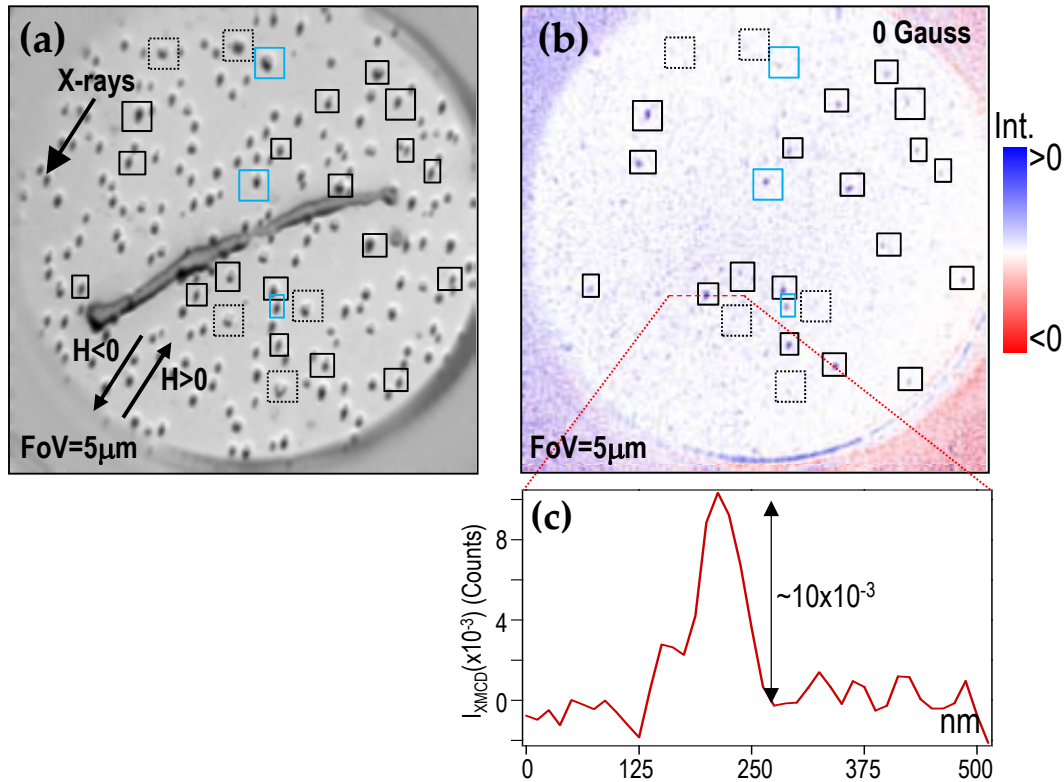 (a)
X-rays
H<0
H>0
FoV=5μm
(b)
0 Gauss
FoV=5μm
Int.
>0
<0
(c)
I_XMCD(x10⁻³) (Counts)
8
4
0
~10x10⁻³
nm
0 125 250 375 500